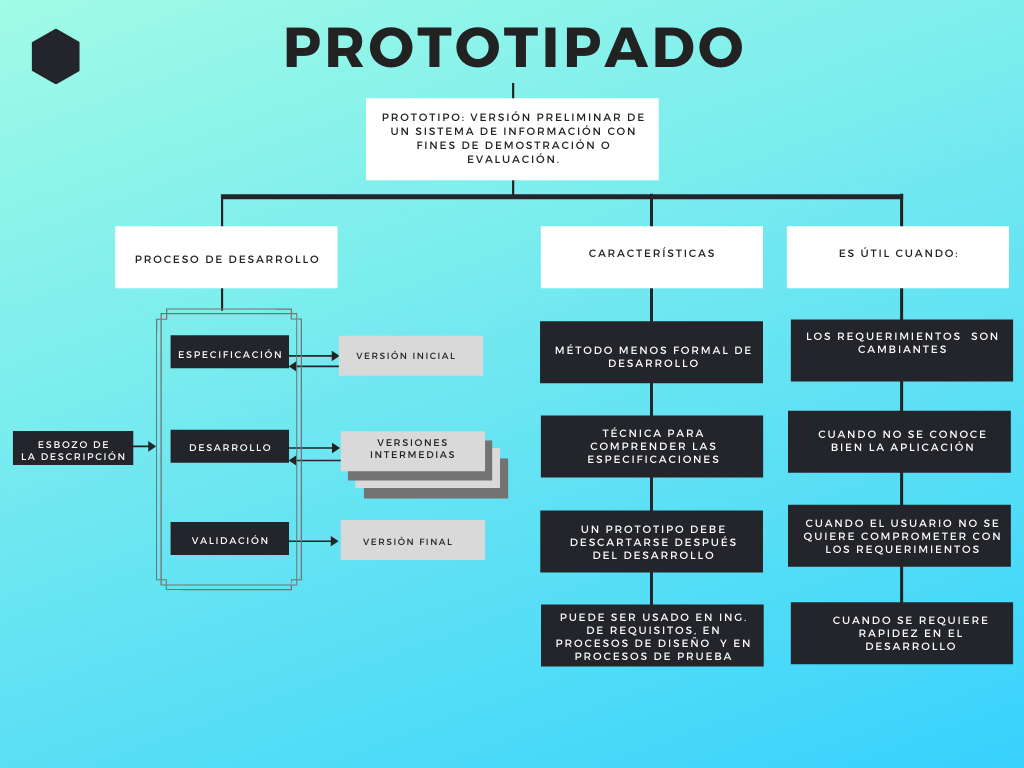 PROTOTIPADO
PROTOTIPO: VERSIÓN PRELIMINAR DE
UN SISTEMA DE INFORMACIÓN CON
FINES DE DEMOSTRACIÓN O
EVALUACIÓN.
PROCESO DE DESARROLLO
ESPECIFICACIÓN
VERSIÓN INICIAL
ESBOZO DE
LA DESCRIPCIÓN
DESARROLLO
VERSIONES
INTERMEDIAS
VALIDACIÓN
VERSIÓN FINAL
CARACTERÍSTICAS
MÉTODO MENOS FORMAL DE
DESARROLLO
TÉCNICA PARA
COMPRENDER LAS
ESPECIFICACIONES
UN PROTOTIPO DEBE
DESCARTARSE DESPUÉS
DEL DESARROLLO
PUEDE SER USADO EN ING.
DE REQUISITOS, EN
PROCESOS DE DISEÑO Y EN
PROCESOS DE PRUEBA
ES ÚTIL CUANDO:
LOS REQUERIMIENTOS SON
CAMBIANTES
CUANDO NO SE CONOCE
BIEN LA APLICACIÓN
CUANDO EL USUARIO NO SE
QUIERE COMPROMETER CON
LOS REQUERIMIENTOS
CUANDO SE REQUIERE
RAPIDEZ EN EL
DESARROLLO